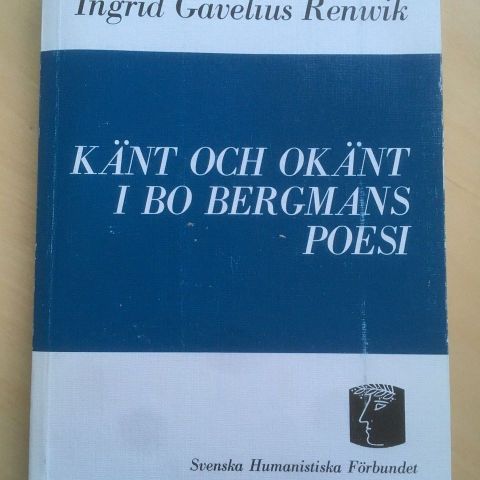 Ingrid Gavelius Renwik
KÄNT OCH OKÄNT
I BO BERGMANS
POESI
Svenska Humanistiska Förbundet